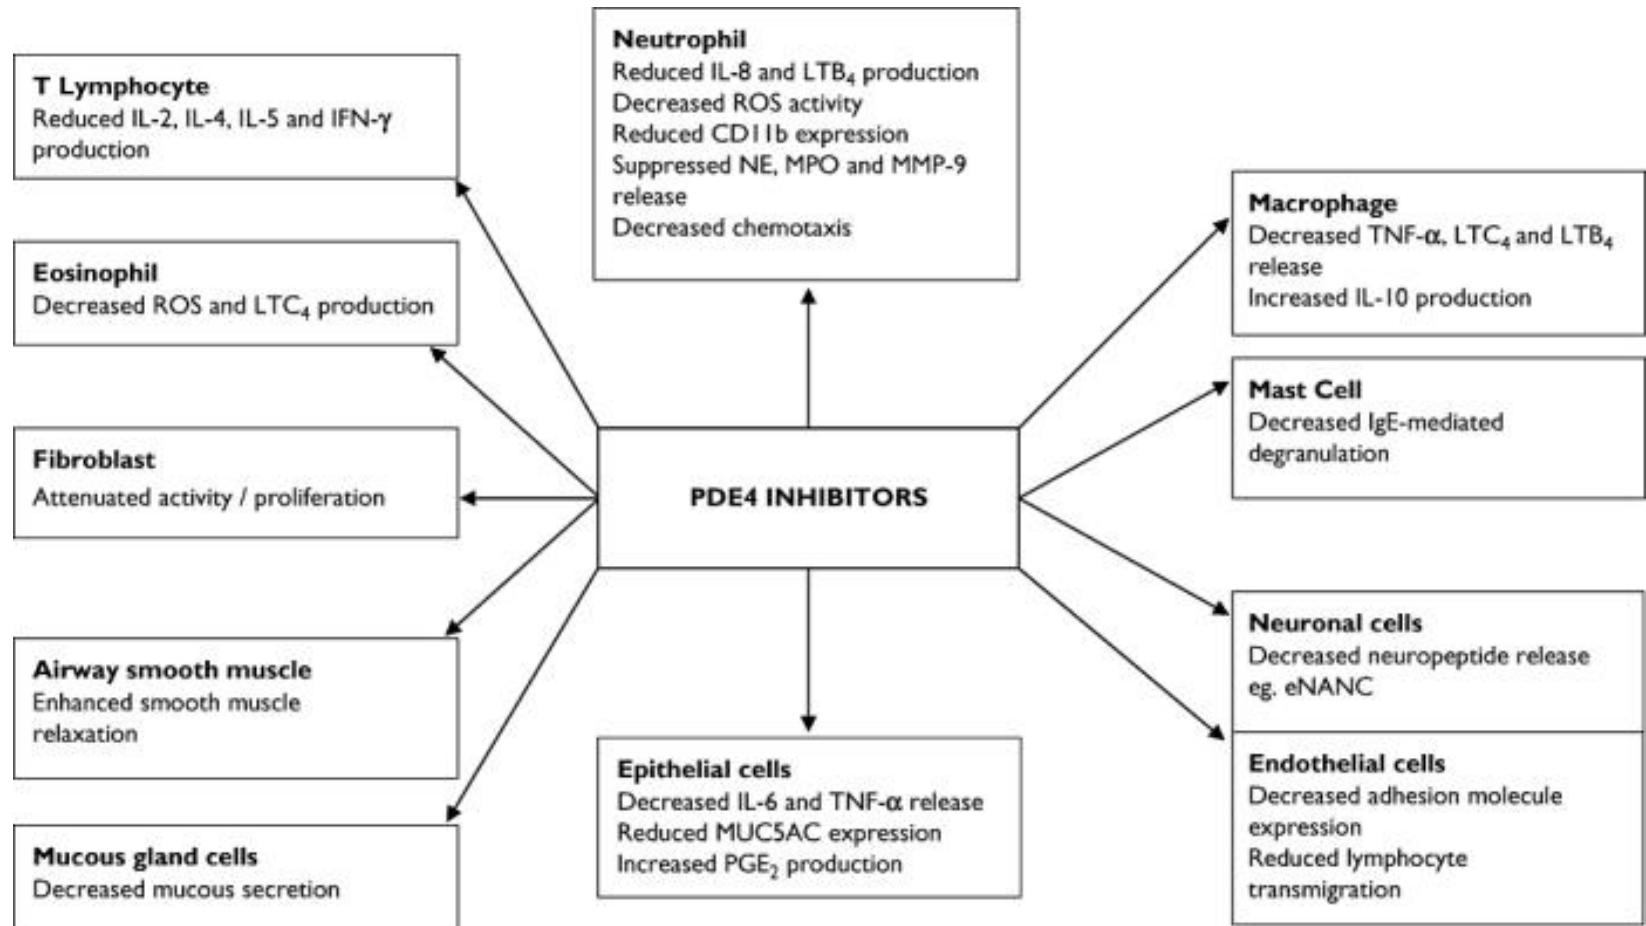 T Lymphocyte
Reduced IL-2, IL-4, IL-5 and IFN-γ
production
Eosinophil
Decreased ROS and LTC₄ production
Fibroblast
Attenuated activity / proliferation
Airway smooth muscle
Enhanced smooth muscle
relaxation
Mucous gland cells
Decreased mucous secretion
Neutrophil
Reduced IL-8 and LTB₄ production
Decreased ROS activity
Reduced CD11b expression
Suppressed NE, MPO and MMP-9
release
Decreased chemotaxis
PDE4 INHIBITORS
Epithelial cells
Decreased IL-6 and TNF-α release
Reduced MUC5AC expression
Increased PGE₂ production
Macrophage
Decreased TNF-α, LTC₄ and LTB₄
release
Increased IL-10 production
Mast Cell
Decreased IgE-mediated
degranulation
Neuronal cells
Decreased neuropeptide release
eg. eNANC
Endothelial cells
Decreased adhesion molecule
expression
Reduced lymphocyte
transmigration